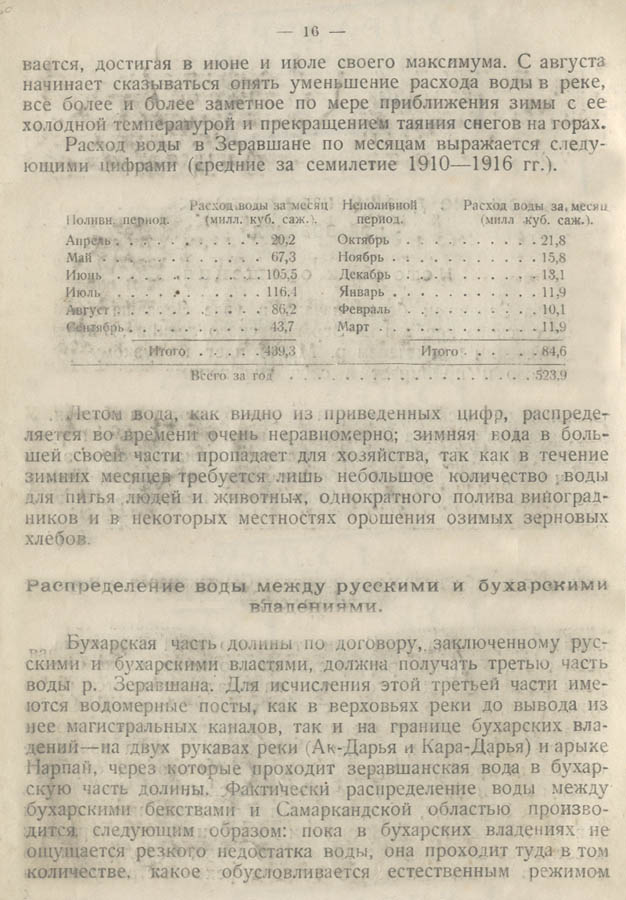 — 16 —
вается, достигая в июне и июле своего максимума. С августа
начинает сказываться опять уменьшение расхода воды в реке,
все более и более заметное по мере приближения зимы с ее
холодной температурой и прекращением таяния снегов на горах.
Расход воды в Зеравшане по месяцам выражается следу-
ющими цифрами (средние за семилетие 1910—1916 гг.).
Поливн. период. Расход воды за месяц (милл. куб. саж.). Неполивной период. Расход воды за месяц (милл куб. саж.).
Апрель . . . . . . . . . . 20,2 Октябрь . . . . . . . . . 21,8
Май . . . . . . . . . . 67,3 Ноябрь . . . . . . . . . 15,8
Июнь . . . . . . . . . . 105,5 Декабрь . . . . . . . . . 13,1
Июль . . . . . . . . . . 116,4 Январь . . . . . . . . . 11,9
Август . . . . . . . . . . 86,2 Февраль . . . . . . . . . 10,1
Сентябрь . . . . . . . . . . 43,7 Март . . . . . . . . . 11,9
Итого . . . . . 439,3 Итого . . . . . 84,6
Всего за год . . . . . . . . . . . . . . . . 523,9
Летом вода, как видно из приведенных цифр, распреде-
ляется во времени очень неравномерно; зимняя вода в боль-
шей своей части пропадает для хозяйства, так как в течение
зимних месяцев требуется лишь небольшое количество воды
для питья людей и животных, однократного полива виноград-
ников и в некоторых местностях орошения озимых зерновых
хлебов.
Распределение воды между русскими и бухарскими
владениями.
Бухарская часть долины по договору, заключенному рус-
скими и бухарскими властями, должна получать третью часть
воды р. Зеравшана. Для исчисления этой третьей части име-
ются водомерные посты, как в верховьях реки до вывода из
нее магистральных каналов, так и на границе бухарских вла-
дений—на двух рукавах реки (Ак-Дарья и Кара-Дарья) и арыке
Нарпай, через которые проходит зеравшанская вода в бухар-
скую часть долины. Фактически распределение воды между
бухарскими бекствами и Самаркандской областью произво-
дится следующим образом: пока в бухарских владениях не
ощущается резкого недостатка воды, она проходит туда в том
количестве, какое обусловливается естественным режимом